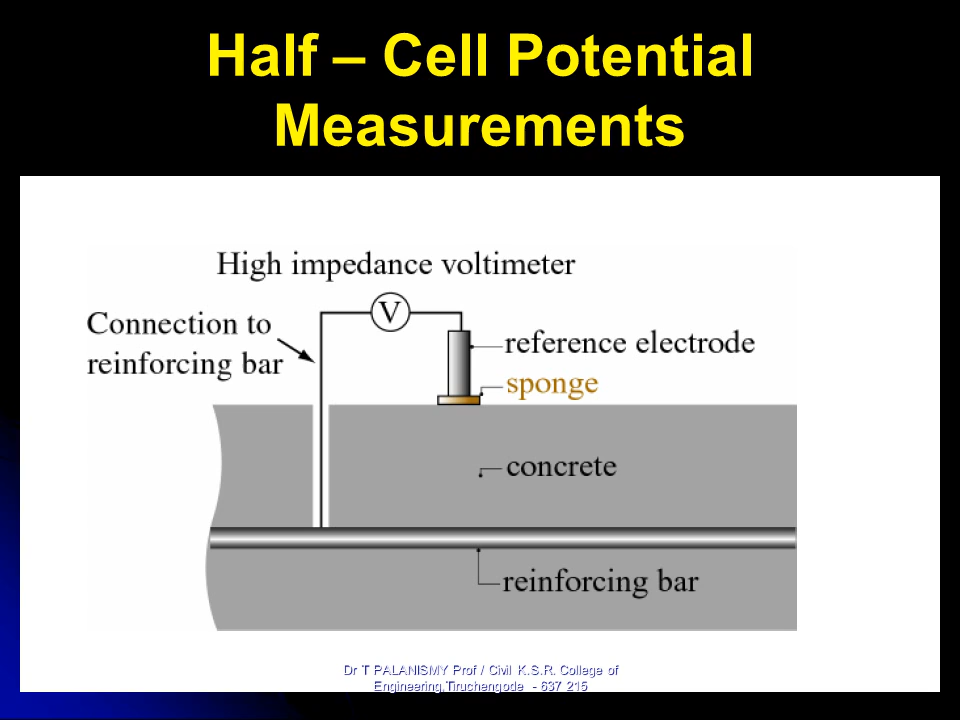 Half – Cell Potential
Measurements
High impedance voltimeter
V
Connection to
reinforcing bar
reference electrode
sponge
concrete
reinforcing bar
Dr T PALANISMY Prof / Civil K.S.R. College of
Engineering,Tiruchengode - 637 215